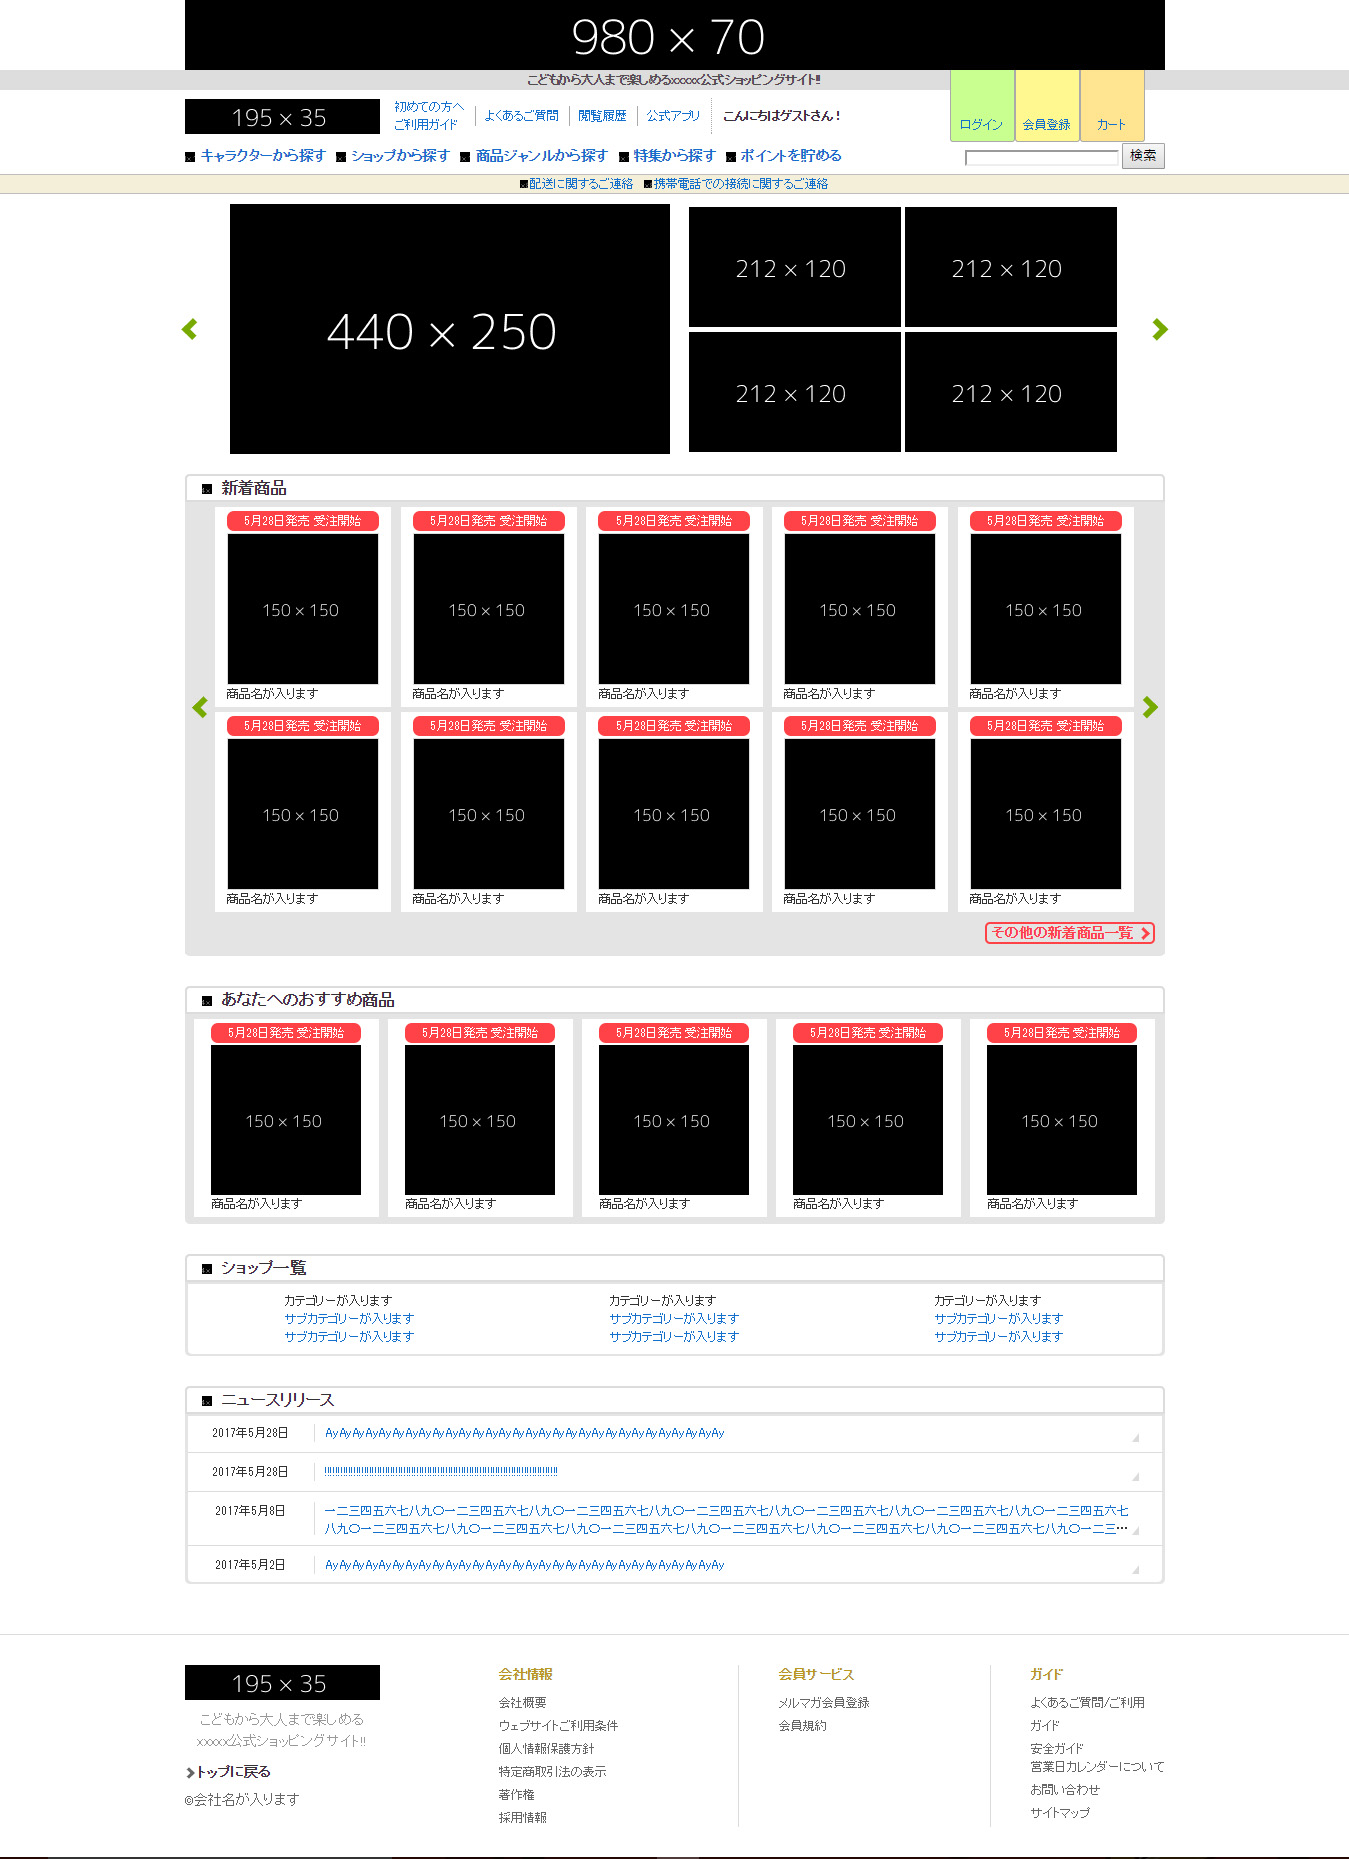 980 × 70
こどもから大人まで楽しめるxxxxx公式ショッピングサイト!!
195 × 35
初めての方へ
ご利用ガイド
よくあるご質問
閲覧履歴
公式アプリ
こんにちはゲストさん！
ログイン
会員登録
カート
キャラクターから探す
ショップから探す
商品ジャンルから探す
特集から探す
ポイントを貯める
検索
配送に関するご連絡
携帯電話での接続に関するご連絡
440 × 250
212 × 120
212 × 120
212 × 120
212 × 120
新着商品
5月28日発売 受注開始
5月28日発売 受注開始
5月28日発売 受注開始
5月28日発売 受注開始
5月28日発売 受注開始
150 × 150
150 × 150
150 × 150
150 × 150
150 × 150
商品名が入ります
商品名が入ります
商品名が入ります
商品名が入ります
商品名が入ります
5月28日発売 受注開始
5月28日発売 受注開始
5月28日発売 受注開始
5月28日発売 受注開始
5月28日発売 受注開始
150 × 150
150 × 150
150 × 150
150 × 150
150 × 150
商品名が入ります
商品名が入ります
商品名が入ります
商品名が入ります
商品名が入ります
その他の新着商品一覧
あなたへのおすすめ商品
5月28日発売 受注開始
5月28日発売 受注開始
5月28日発売 受注開始
5月28日発売 受注開始
5月28日発売 受注開始
150 × 150
150 × 150
150 × 150
150 × 150
150 × 150
商品名が入ります
商品名が入ります
商品名が入ります
商品名が入ります
商品名が入ります
ショップ一覧
カテゴリーが入ります
サブカテゴリーが入ります
サブカテゴリーが入ります
カテゴリーが入ります
サブカテゴリーが入ります
サブカテゴリーが入ります
カテゴリーが入ります
サブカテゴリーが入ります
サブカテゴリーが入ります
ニュースリリース
2017年5月28日
AyAyAyAyAyAyAyAyAyAyAyAyAyAyAyAyAyAyAyAyAyAyAyAyAyAyAyAyAyAy
2017年5月28日
2017年5月8日
一二三四五六七八九〇一二三四五六七八九〇一二三四五六七八九〇一二三四五六七八九〇一二三四五六七八九〇一二三四五六七八九〇一二三四五六七
八九〇一二三四五六七八九〇一二三四五六七八九〇一二三四五六七八九〇一二三四五六七八九〇一二三四五六七八九〇一二三四五六七八九〇一二三…
2017年5月2日
AyAyAyAyAyAyAyAyAyAyAyAyAyAyAyAyAyAyAyAyAyAyAyAyAyAyAyAyAyAy
195 × 35
こどもから大人まで楽しめる
xxxxx公式ショッピングサイト!!
トップに戻る
©会社名が入ります
会社情報
会社概要
ウェブサイトご利用条件
個人情報保護方針
特定商取引法の表示
著作権
採用情報
会員サービス
メルマガ会員登録
会員規約
ガイド
よくあるご質問/ご利用
ガイド
安全ガイド
営業日カレンダーについて
お問い合わせ
サイトマップ